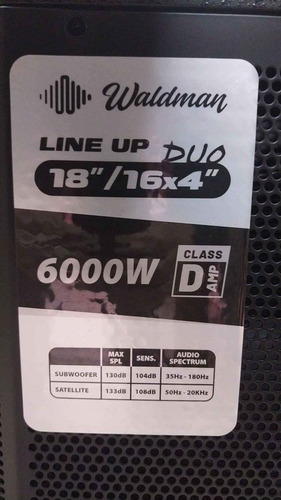 Waldman
LINE UP DUO
18"/16x4"
6000W CLASS D AMP
MAX SPL SENS. AUDIO SPECTRUM
SUBWOOFER 130dB 104dB 35Hz - 180Hz
SATELLITE 133dB 108dB 50Hz - 20KHz